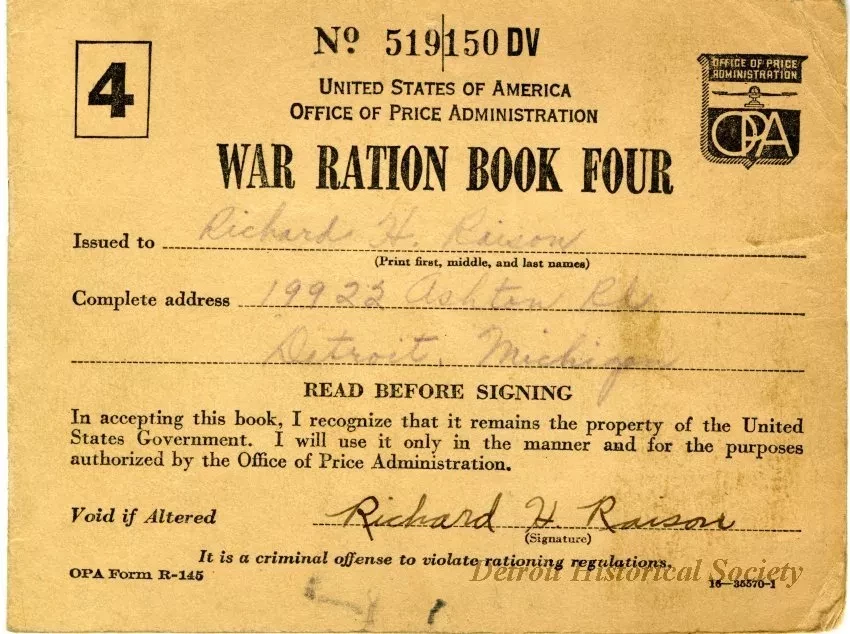 4
No 519150 DV
UNITED STATES OF AMERICA
OFFICE OF PRICE ADMINISTRATION
OFFICE OF PRICE
ADMINISTRATION
OPA
WAR RATION BOOK FOUR
Issued to Richard H. Raison
(Print first, middle, and last names)
Complete address 19923 Ashton Rd.
Detroit, Michigan
READ BEFORE SIGNING
In accepting this book, I recognize that it remains the property of the United
States Government. I will use it only in the manner and for the purposes
authorized by the Office of Price Administration.
Void if Altered Richard H Raison
(Signature)
It is a criminal offense to violate rationing regulations.
OPA Form R-145
Detroit Historical Society
16—35570-1